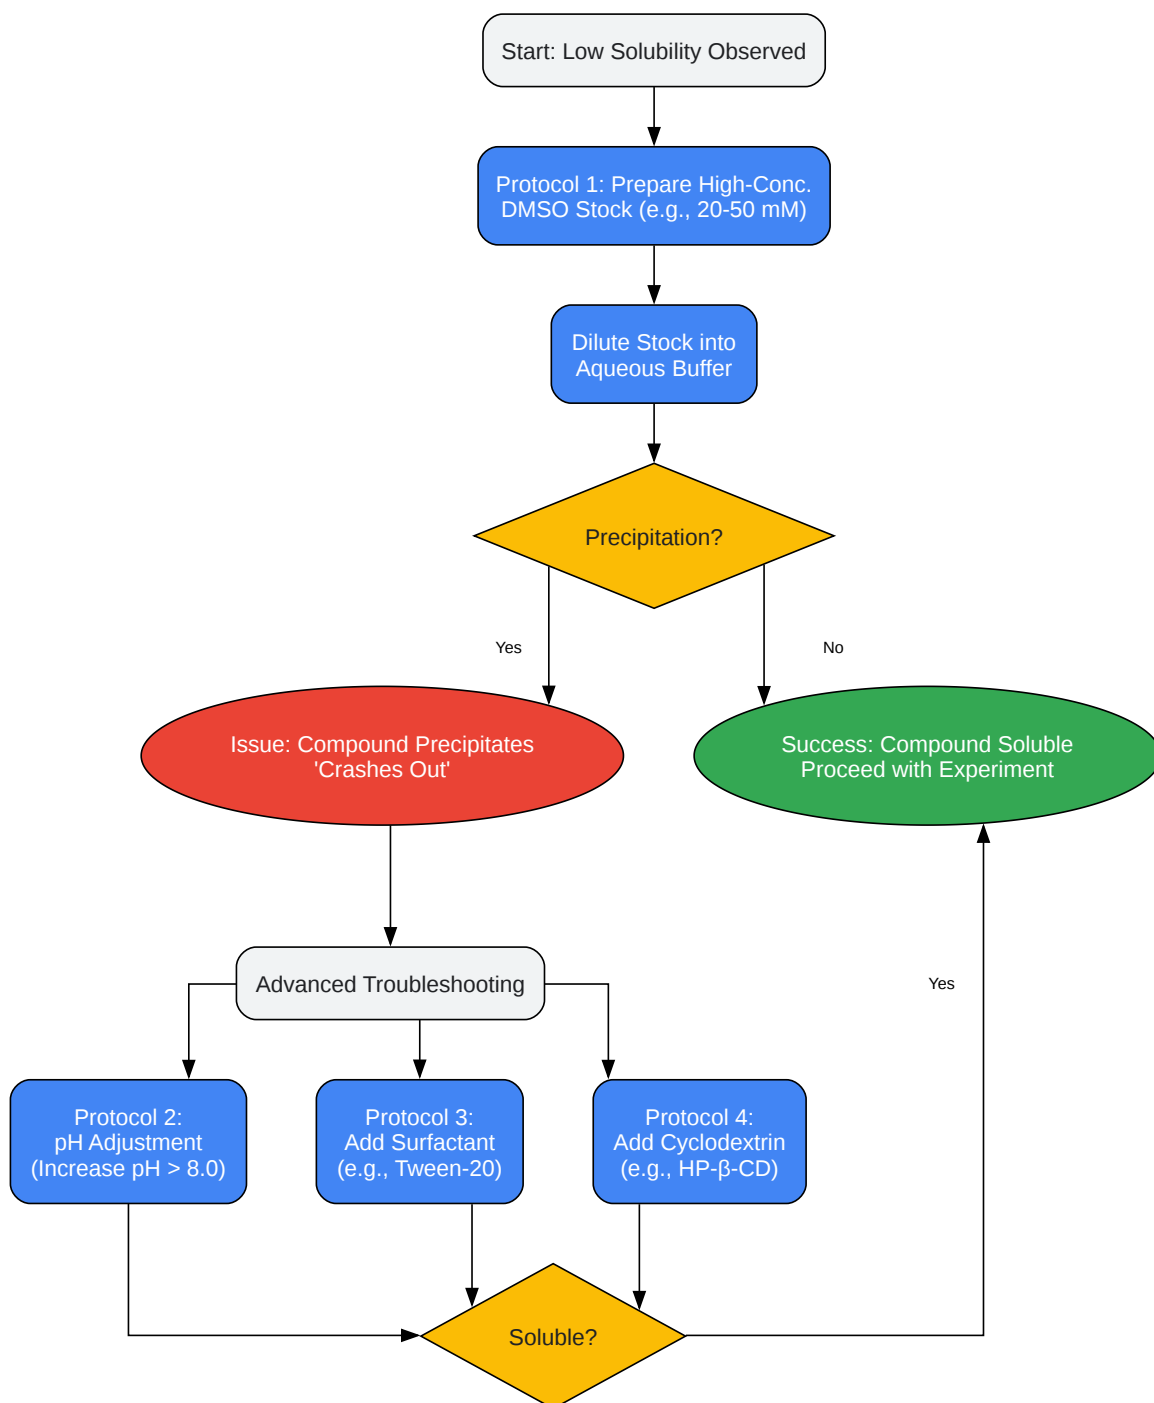 Start: Low Solubility Observed
Protocol 1: Prepare High-Conc.
DMSO Stock (e.g., 20-50 mM)
Dilute Stock into
Aqueous Buffer
Precipitation?
Yes
No
Issue: Compound Precipitates
'Crashes Out'
Success: Compound Soluble
Proceed with Experiment
Advanced Troubleshooting
Yes
Protocol 2:
pH Adjustment
(Increase pH > 8.0)
Protocol 3:
Add Surfactant
(e.g., Tween-20)
Protocol 4:
Add Cyclodextrin
(e.g., HP-β-CD)
Soluble?